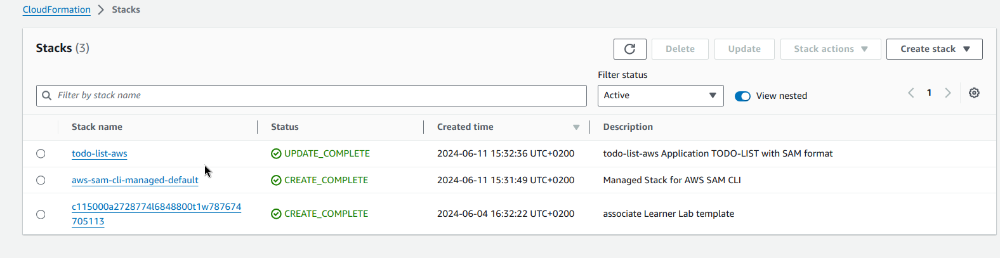 CloudFormation > Stacks
Stacks (3)
Delete Update Stack actions Create stack
Filter status
Filter by stack name Active View nested 1
Stack name Status Created time Description
todo-list-aws UPDATE_COMPLETE 2024-06-11 15:32:36 UTC+0200 todo-list-aws Application TODO-LIST with SAM format
aws-sam-cli-managed-default CREATE_COMPLETE 2024-06-11 15:31:49 UTC+0200 Managed Stack for AWS SAM CLI
c115000a2728774l6848800t1w787674
705113 CREATE_COMPLETE 2024-06-04 16:32:22 UTC+0200 associate Learner Lab template